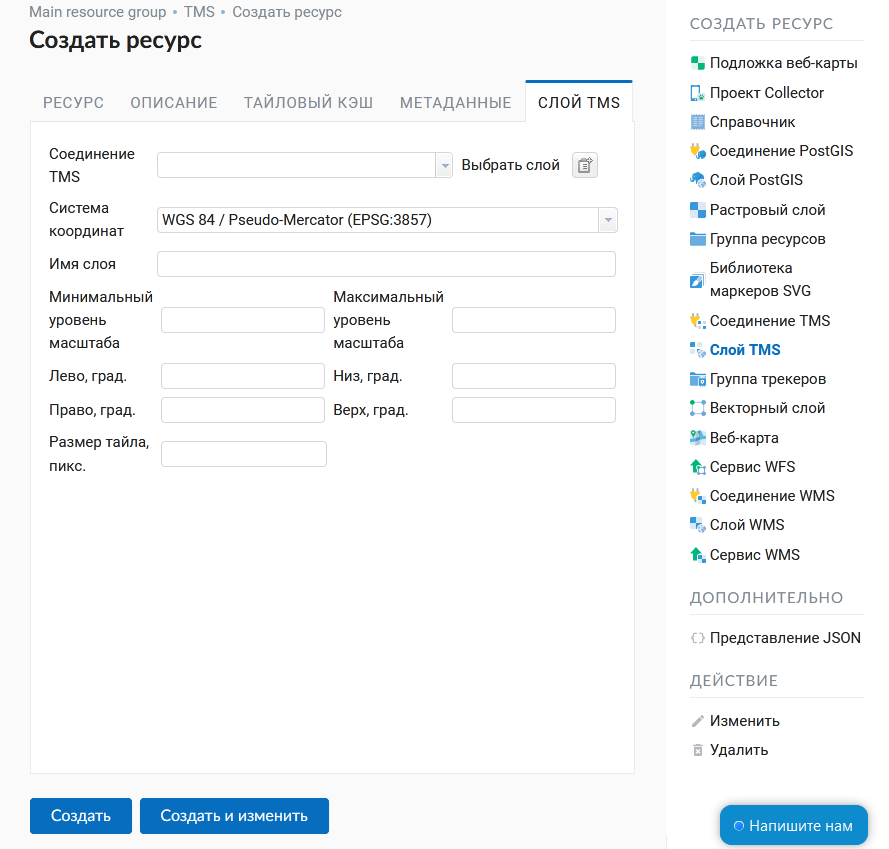 Main resource group • TMS • Создать ресурс
Создать ресурс
РЕСУРС ОПИСАНИЕ ТАЙЛОВЫЙ КЭШ МЕТАДАННЫЕ СЛОЙ TMS
Соединение
TMS
Выбрать слой
Система
координат
WGS 84 / Pseudo-Mercator (EPSG:3857)
Имя слоя
Минимальный
уровень
масштаба
Максимальный
уровень
масштаба
Лево, град.
Низ, град.
Право, град.
Верх, град.
Размер тайла,
пикс.
Создать
Создать и изменить
СОЗДАТЬ РЕСУРС
Подложка веб-карты
Проект Collector
Справочник
Соединение PostGIS
Слой PostGIS
Растровый слой
Группа ресурсов
Библиотека
маркеров SVG
Соединение TMS
Слой TMS
Группа трекеров
Векторный слой
Веб-карта
Сервис WFS
Соединение WMS
Слой WMS
Сервис WMS
ДОПОЛНИТЕЛЬНО
Представление JSON
ДЕЙСТВИЕ
Изменить
Удалить
Напишите нам